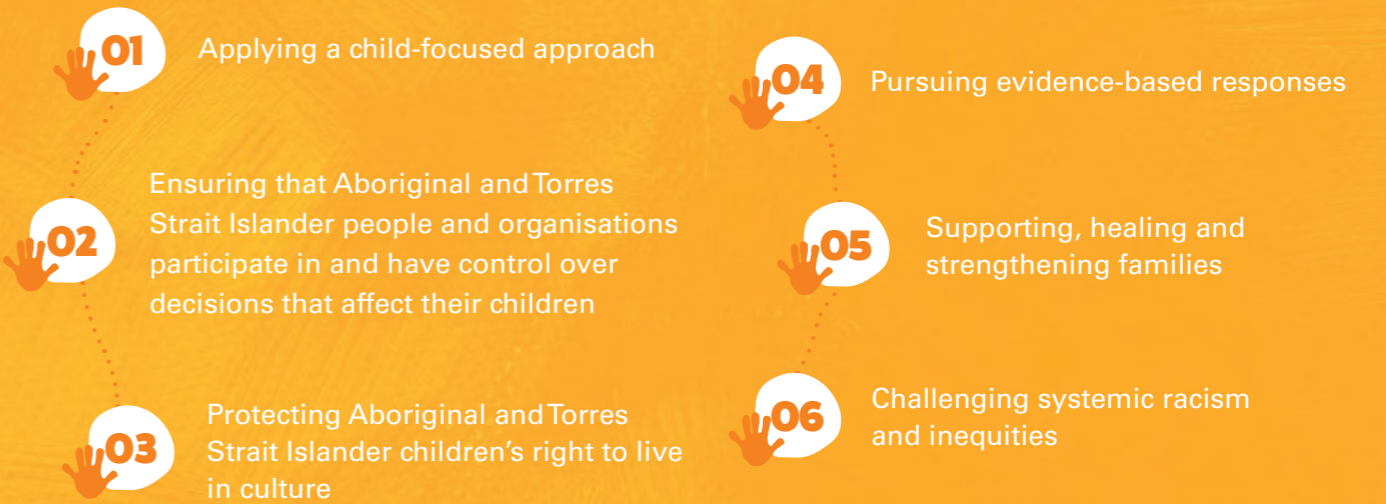 01
Applying a child-focused approach
02
Ensuring that Aboriginal and Torres
Strait Islander people and organisations
participate in and have control over
decisions that affect their children
03
Protecting Aboriginal and Torres
Strait Islander children’s right to live
in culture
04
Pursuing evidence-based responses
05
Supporting, healing and
strengthening families
06
Challenging systemic racism
and inequities